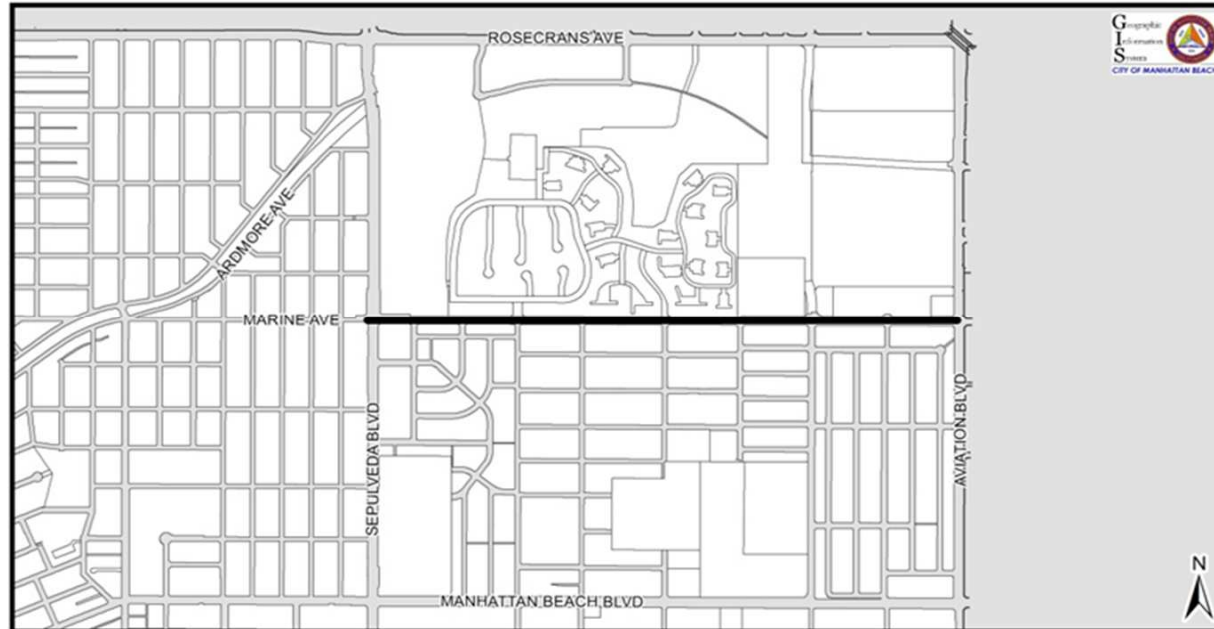 ROSECRANS AVE
Geographic
Information
System
CITY OF MANHATTAN BEACH
ARDMORE AVE
MARINE AVE
SEPULVEDA BLVD
AVIATION BLVD
MANHATTAN BEACH BLVD
N